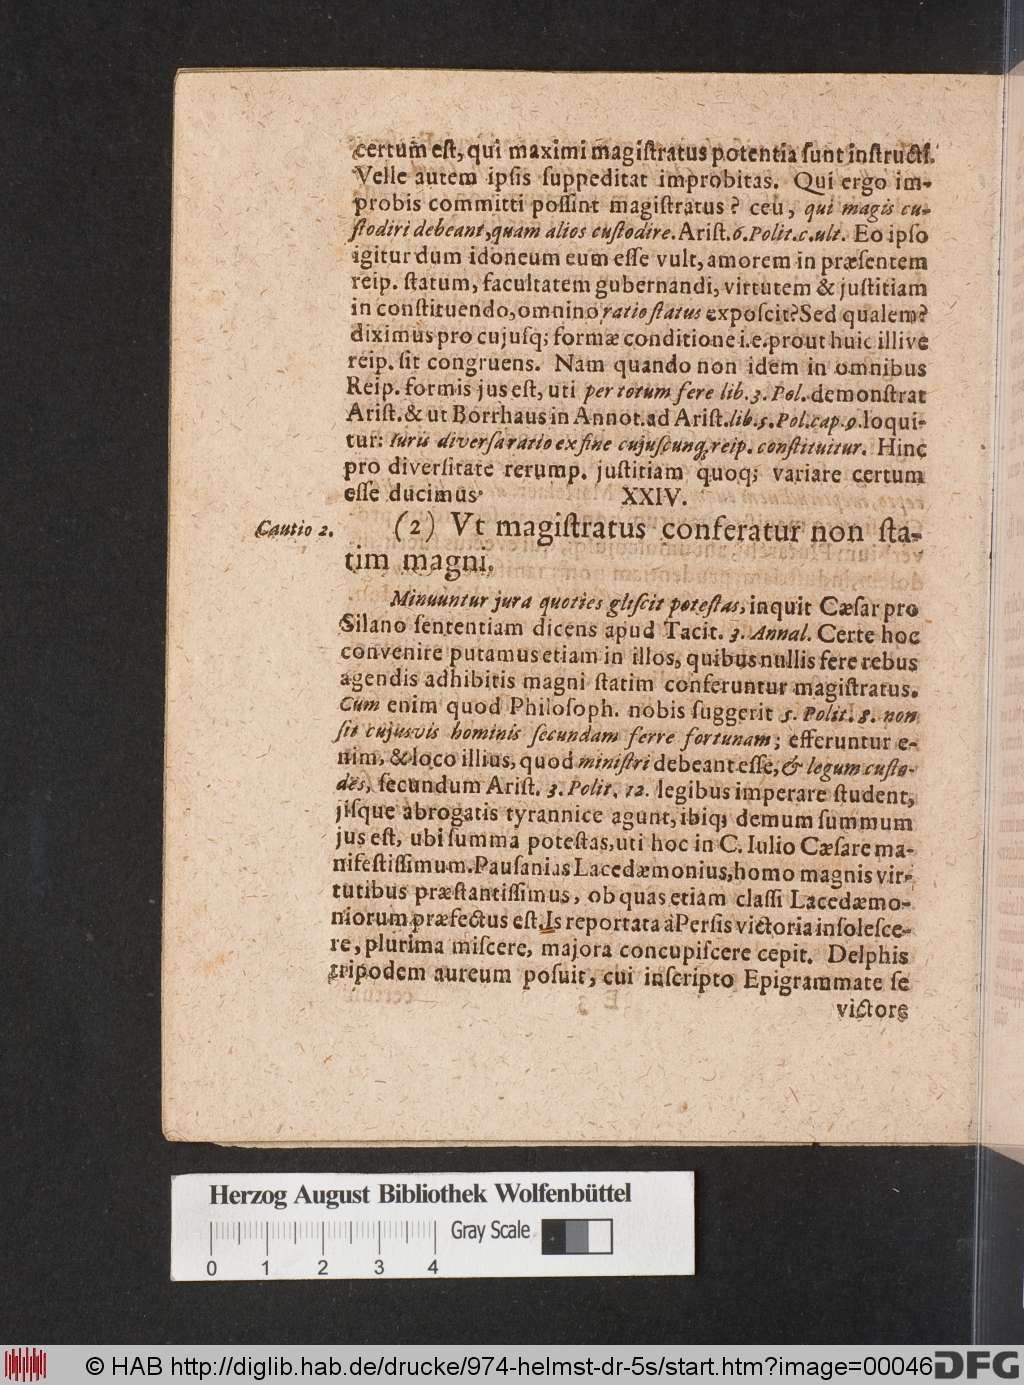 certum est, qui maximi magistratus potentia sunt instructi.
Velle autem ipsis suppeditat improbitas. Qui ergo im-
probis committi possint magistratus? ceu, qui magis cu-
stodiri debeant, quam alios custodire. Arist. 6. Polit. c. ult. Eo ipso
igitur dum idoneum eum esse vult, amorem in præsentem
reip. statum, facultatem gubernandi, virtutem & justitiam
in constituendo, omnino ratio status exposcit? Sed qualem?
diximus pro cujusq; formæ conditione i.e. prout huic illive
reip. sit congruens. Nam quando non idem in omnibus
Reip. formis jus est, uti per totum fere lib. 3. Pol. demonstrat
Arist. & ut Borrhaus in Annot. ad Arist. lib. 5. Pol. cap. 9. loqui-
tur: Iuris diversa ratio ex fine cujuscunq; reip. constituitur. Hinc
pro diversitate rerump. justitiam quoq; variare certum
esse ducimus.
XXIV.
Cautio 2.
(2) Vt magistratus conferatur non sta-
tim magni.
Minuuntur jura quoties gliscit potestas, inquit Cæsar pro
Silano sententiam dicens apud Tacit. 3. Annal. Certe hoc
convenire putamus etiam in illos, quibus nullis fere rebus
agendis adhibitis magni statim conferuntur magistratus.
Cum enim quod Philosoph. nobis suggerit 5. Polit. 8. non
sit cujusvis hominis secundam ferre fortunam; efferuntur e-
nim, & loco illius, quod ministri debeant esse, & legum custo-
des, secundum Arist. 3. Polit. 12. legibus imperare student,
jisque abrogatis tyrannice agunt, ibiq; demum summum
jus est, ubi summa potestas, uti hoc in C. Iulio Cæsare ma-
nifestissimum. Pausanias Lacedæmonius, homo magnis vir-
tutibus præstantissimus, ob quas etiam classi Lacedæmo-
niorum præfectus est. Is reportata à Persis victoria insolesce-
re, plurima miscere, majora concupiscere cepit. Delphis
tripodem aureum posuit, cui inscripto Epigrammate se
victore
Herzog August Bibliothek Wolfenbüttel
Gray Scale
0 1 2 3 4
© HAB http://diglib.hab.de/drucke/974-helmst-dr-5s/start.htm?image=00046
DFG